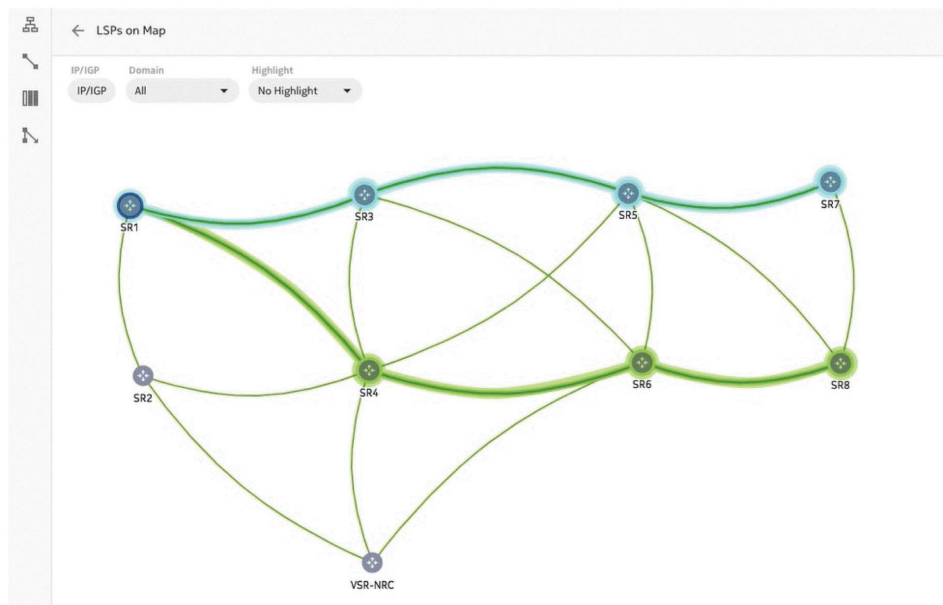 LSPs on Map
IP/IGP Domain Highlight
IP/IGP All No Highlight
SR1 SR3 SR5 SR7
SR2 SR4 SR6 SR8
VSR-NRC